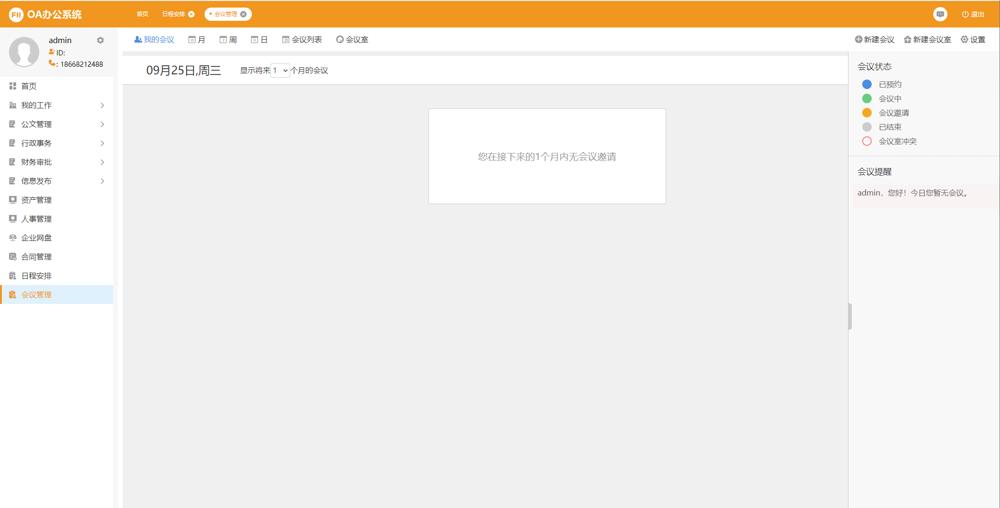 FII OA办公系统
首页 日程安排 会议管理
退出
admin
ID:
: 18668212488
首页
我的工作
公文管理
行政事务
财务审批
信息发布
资产管理
人事管理
企业网盘
合同管理
日程安排
会议管理
我的会议 月 周 日 会议列表 会议室
新建会议 新建会议室 设置
09月25日,周三 显示将来1个月的会议
您在接下来的1个月内无会议邀请
会议状态
已预约
会议中
会议邀请
已结束
会议室冲突
会议提醒
admin，您好！今日您暂无会议。